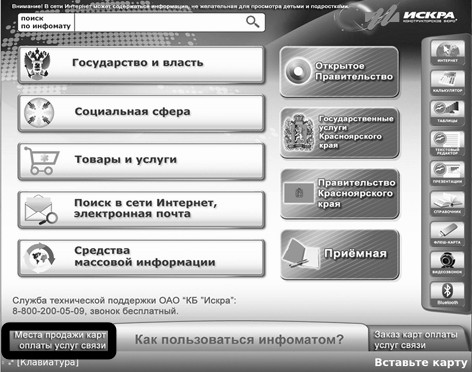 Внимание! В сети Интернет может содержаться информация, не желательная для просмотра детьми и подростками.
поиск
по инфомату
ИСКРА
КОНСТРУКТОРСКОЕ БЮРО
Государство и власть
Социальная сфера
Товары и услуги
Поиск в сети Интернет,
электронная почта
Средства
массовой информации
Открытое
Правительство
Государственные
услуги
Красноярского
края
Правительство
Красноярского
края
Приёмная
ИНТЕРНЕТ
КАЛЬКУЛЯТОР
ТАБЛИЦЫ
ТЕКСТОВЫЙ
РЕДАКТОР
ПРЕЗЕНТАЦИИ
СПРАВОЧНИК
ФЛЕШ-КАРТА
ВИДЕОЗВОНОК
Bluetooth
Служба технической поддержки ОАО "КБ "Искра":
8-800-200-05-09, звонок бесплатный.
Места продажи карт
оплаты услуг связи
Как пользоваться инфоматом?
Заказ карт оплаты
услуг связи
[Клавиатура]
Вставьте карту